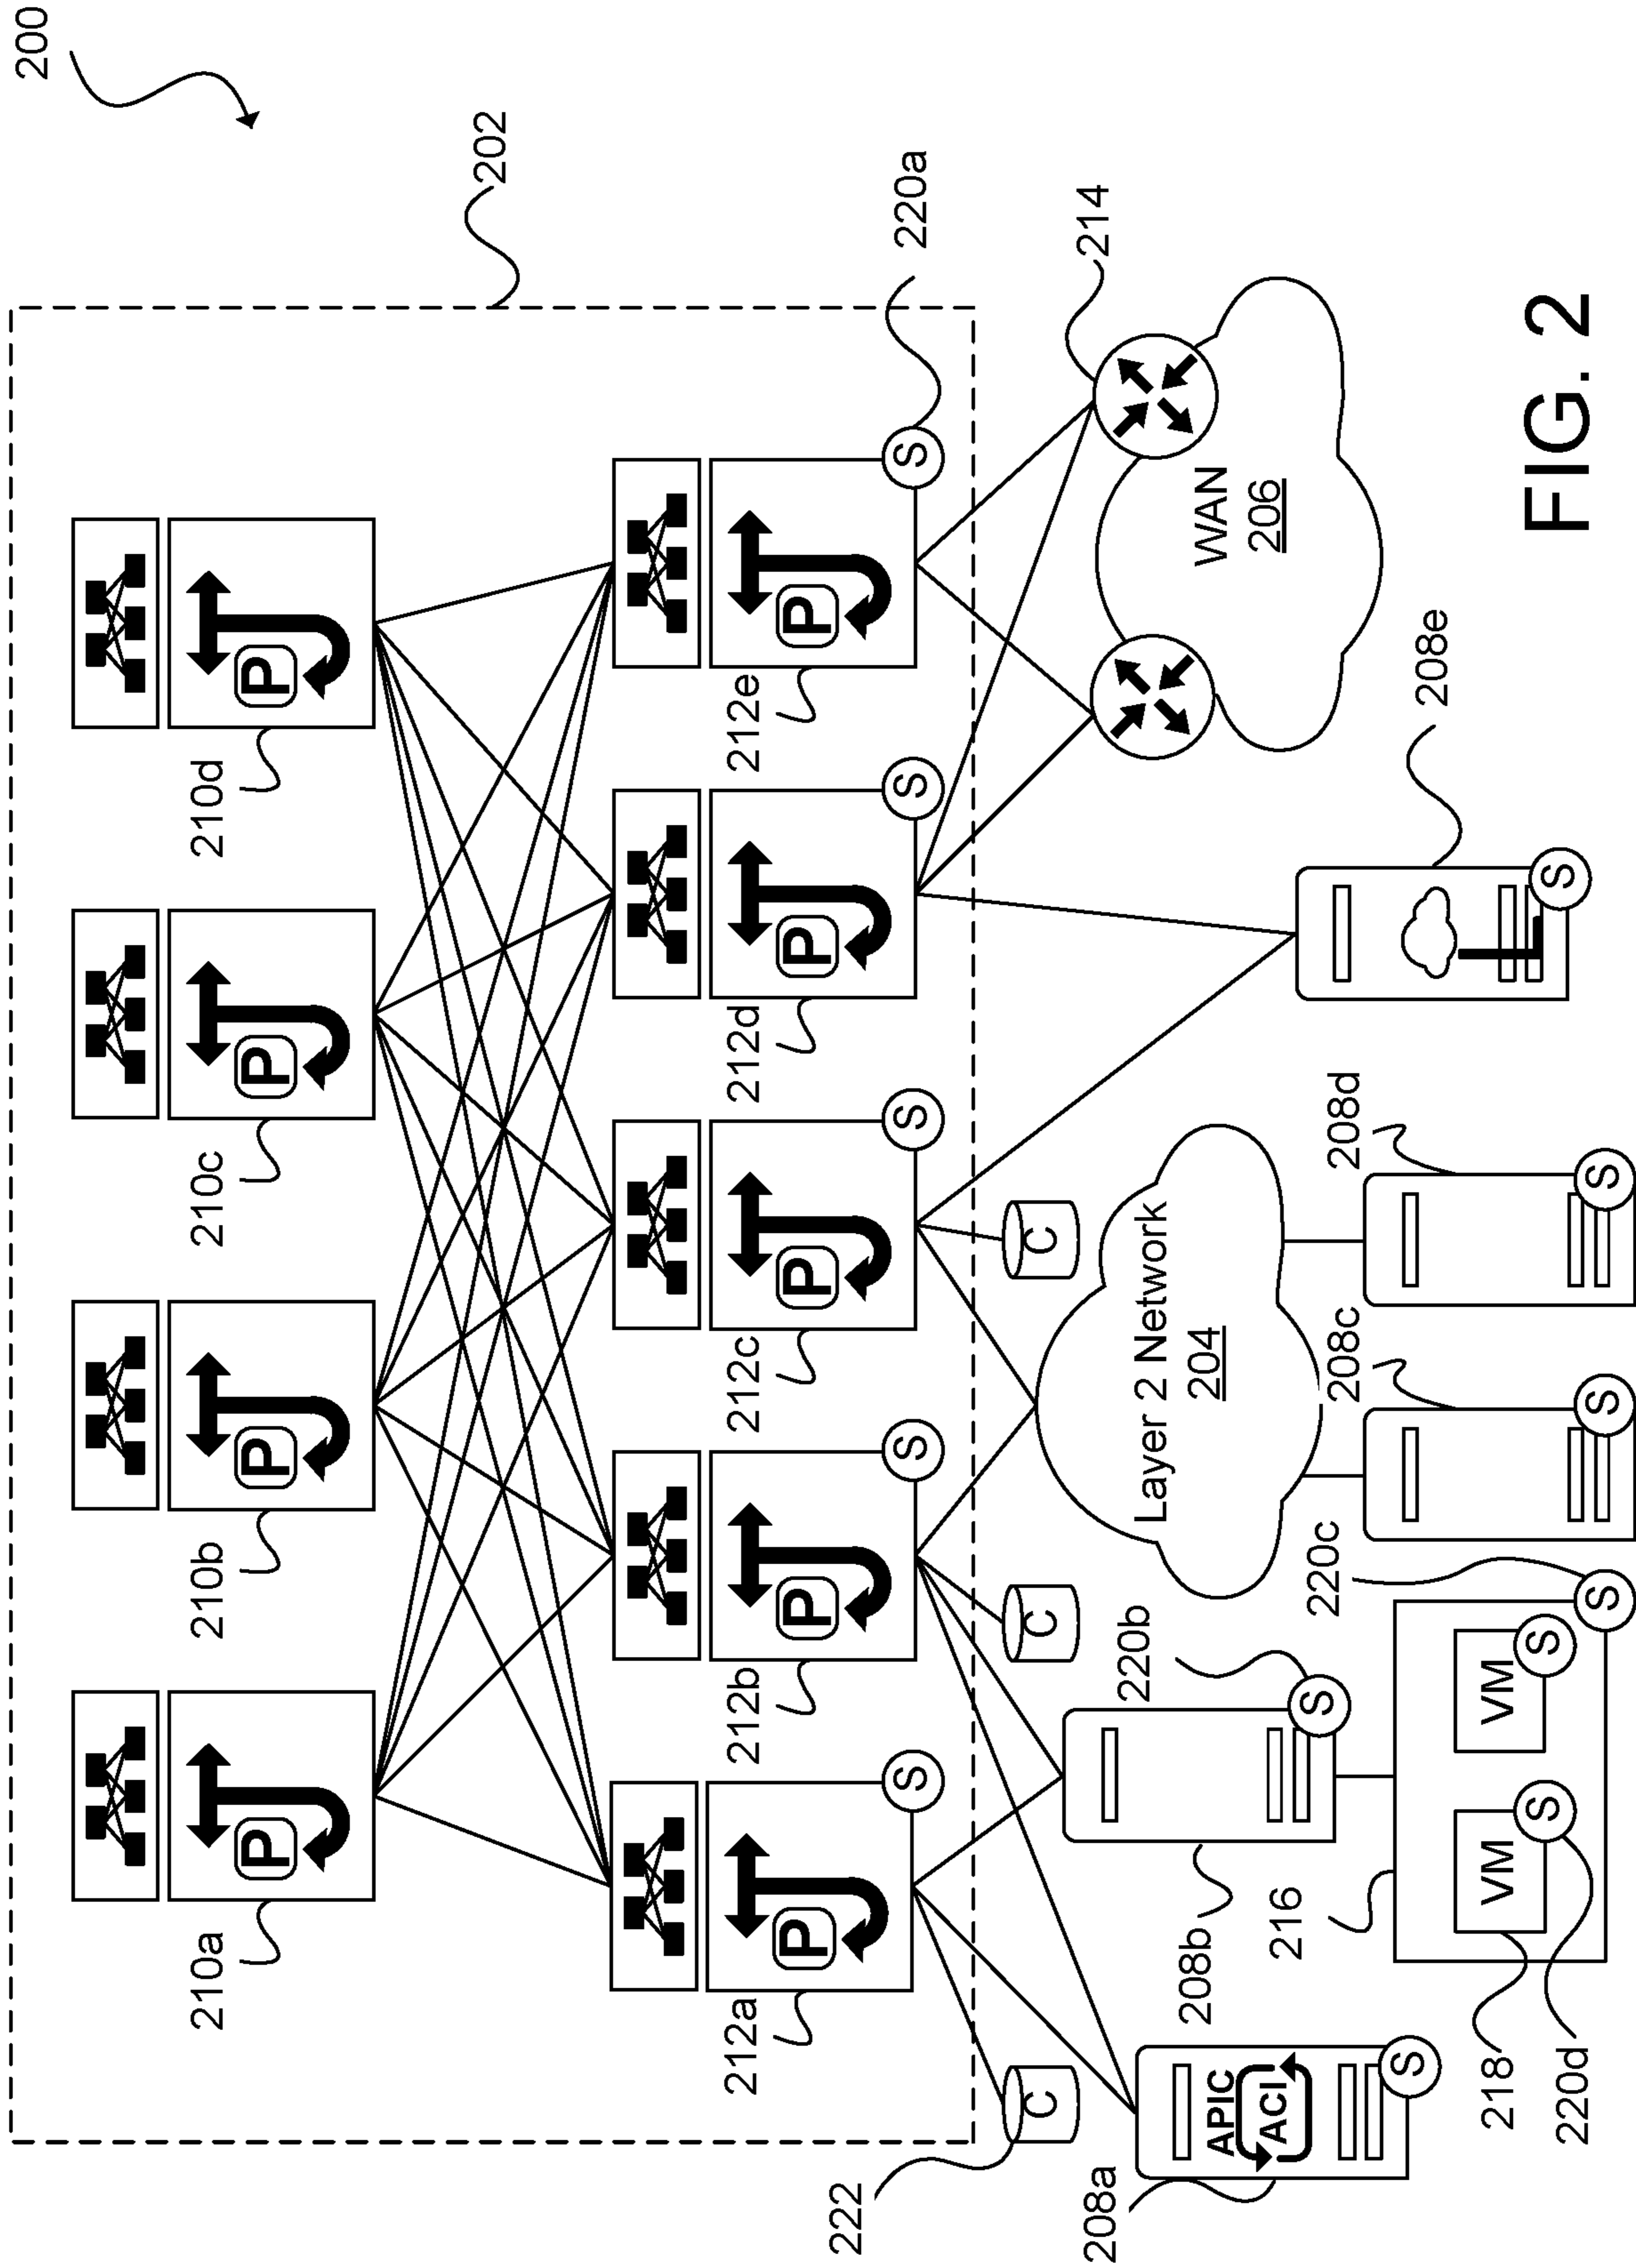 200
202
210a
210b
210c
210d
P
P
P
P
212a
212b
212c
212d
212e
P
P
P
P
P
S
S
S
S
S
220a
222
C
C
C
214
208a
APIC
ACI
S
208b
220b
S
Layer 2 Network
204
WAN
206
216
220c
S
VM
S
VM
S
218
220d
208c
S
208d
S
208e
S
FIG. 2